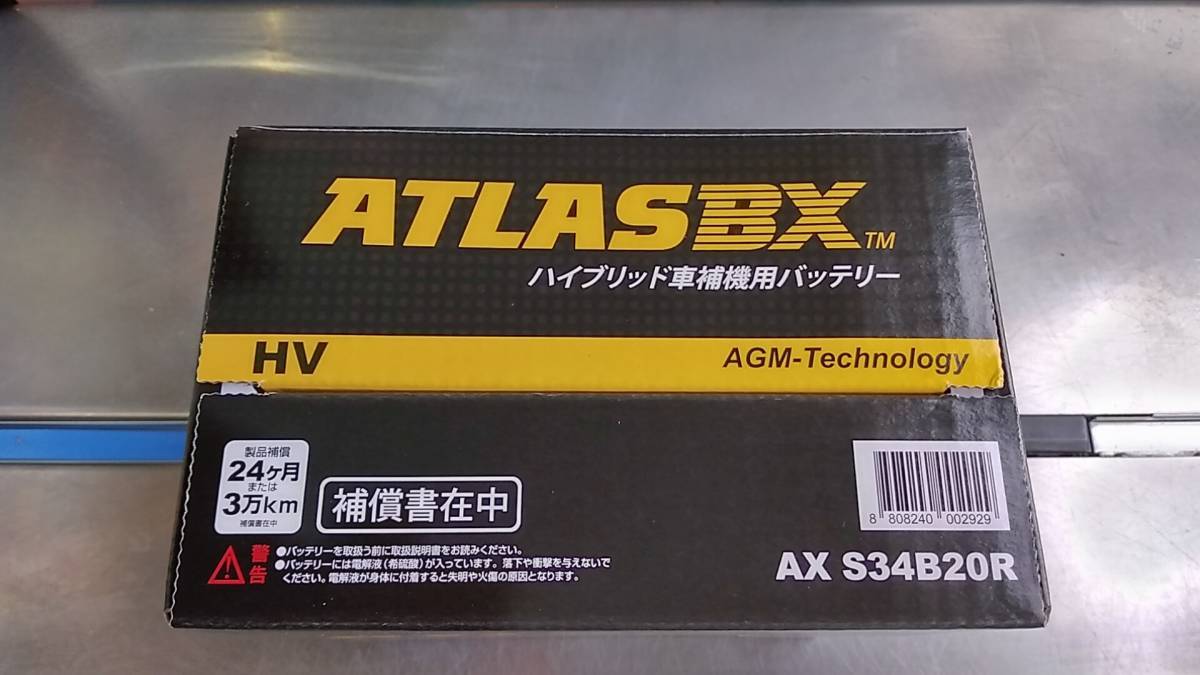 ATLASBX™
ハイブリッド車補機用バッテリー
HV
AGM-Technology
製品補償
24ヶ月
または
3万km
補償書在中
補償書在中
8 808240 002929
警告
●バッテリーを取扱う前に取扱説明書をお読みください。
●バッテリーには電解液（希硫酸）が入っています。落下や衝撃を与えないで
ください。電解液が身体に付着すると失明や火傷の原因となります。
AX S34B20R